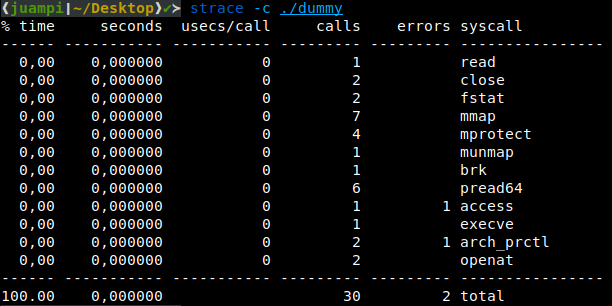 (juampi|~/Desktop)✔> strace -c ./dummy
% time     seconds  usecs/call     calls    errors syscall
------ ----------- ----------- --------- --------- ----------------
  0,00    0,000000           0         1           read
  0,00    0,000000           0         2           close
  0,00    0,000000           0         2           fstat
  0,00    0,000000           0         7           mmap
  0,00    0,000000           0         4           mprotect
  0,00    0,000000           0         1           munmap
  0,00    0,000000           0         1           brk
  0,00    0,000000           0         6           pread64
  0,00    0,000000           0         1         1 access
  0,00    0,000000           0         1           execve
  0,00    0,000000           0         2         1 arch_prctl
  0,00    0,000000           0         2           openat
------ ----------- ----------- --------- --------- ----------------
100.00    0,000000                    30         2 total